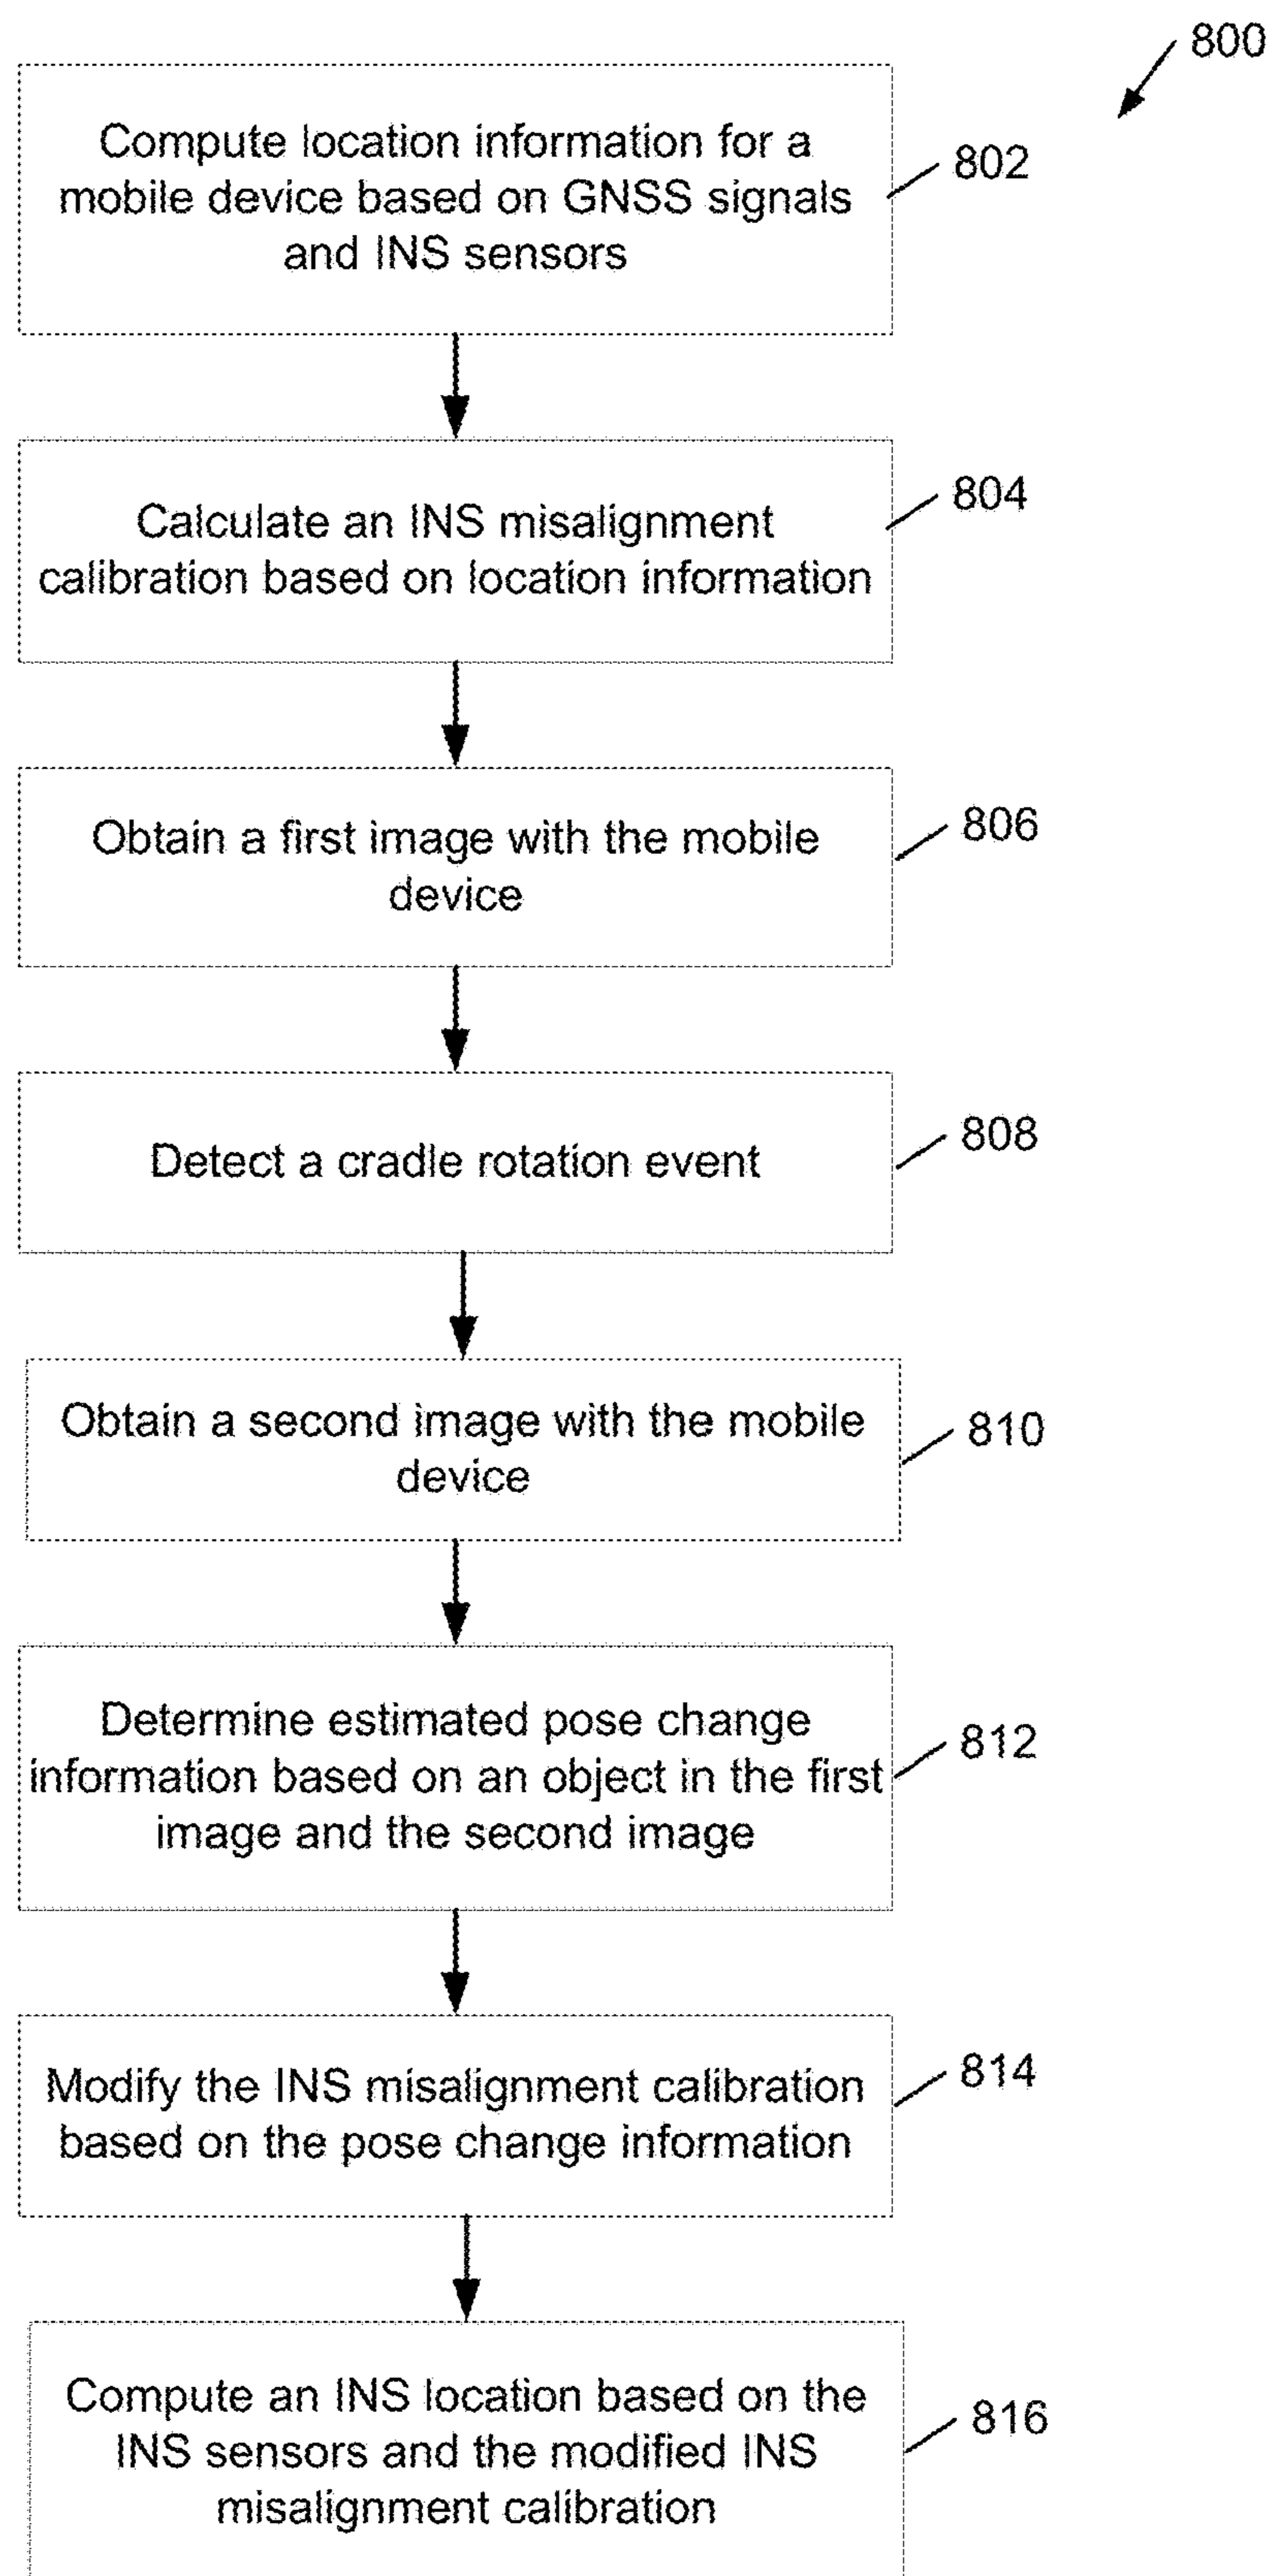 800
Compute location information for a
mobile device based on GNSS signals
and INS sensors
802
Calculate an INS misalignment
calibration based on location information
804
Obtain a first image with the mobile
device
806
Detect a cradle rotation event
808
Obtain a second image with the mobile
device
810
Determine estimated pose change
information based on an object in the first
image and the second image
812
Modify the INS misalignment calibration
based on the pose change information
814
Compute an INS location based on the
INS sensors and the modified INS
misalignment calibration
816